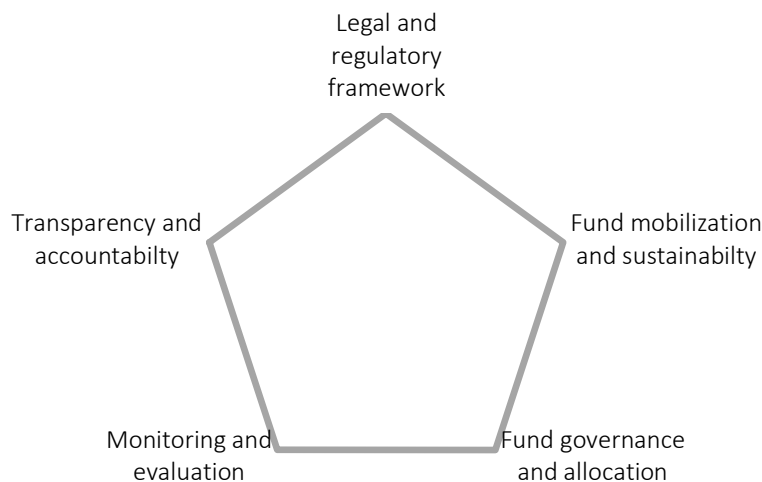 Legal and
regulatory
framework
Transparency and
accountabilty
Fund mobilization
and sustainabilty
Monitoring and
evaluation
Fund governance
and allocation